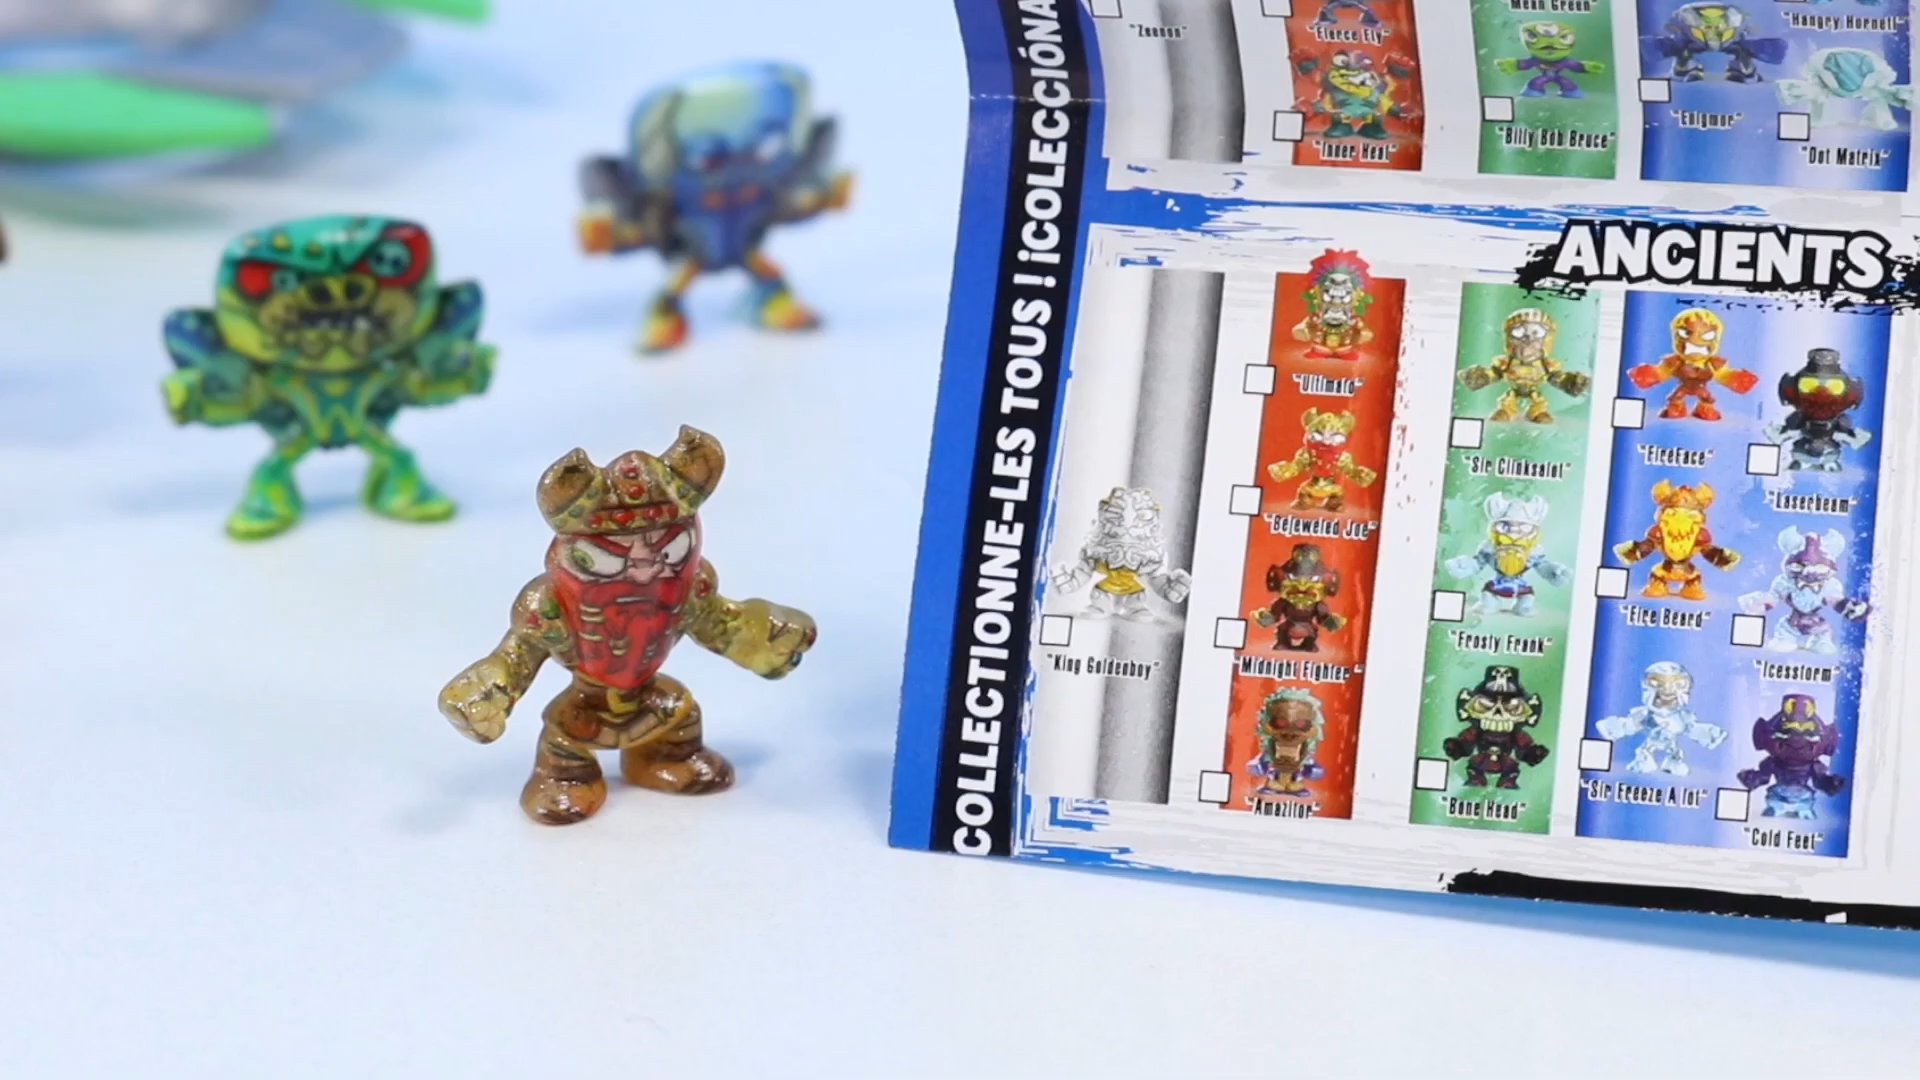 COLLECTIONNE-LES TOUS ! ¡COLECCIÓNA
"Zeenon"
"Fierce Fly"
"Inner Heat"
"Mean Green"
"Billy Bob Bruce"
"Enigmor"
"Hangry Hornett"
"Dot Matrix"
ANCIENTS
"King Goldenboy"
"Ultimato"
"Bejeweled Joe"
"Midnight Fighter"
"Amazitor"
"Sir Clinksalot"
"Frosty Frank"
"Bone Head"
"FireFace"
"Fire Beard"
"Sir Freeze A lot"
"Laserbeam"
"Icesstorm"
"Cold Feet"